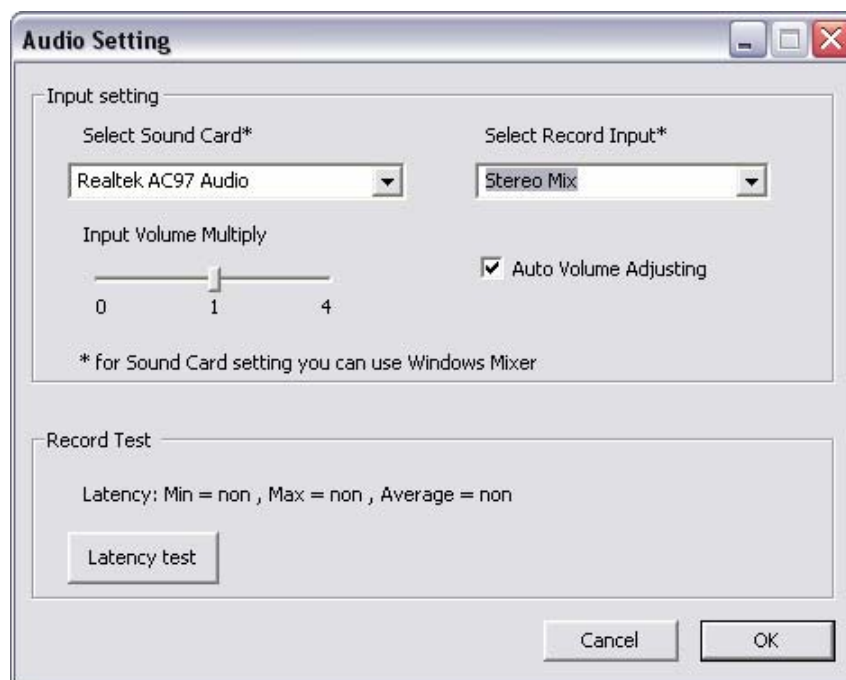 Audio Setting
Input setting
Select Sound Card*
Select Record Input*
Realtek AC97 Audio
Stereo Mix
Input Volume Multiply
Auto Volume Adjusting
0 1 4
* for Sound Card setting you can use Windows Mixer
Record Test
Latency: Min = non , Max = non , Average = non
Latency test
Cancel
OK